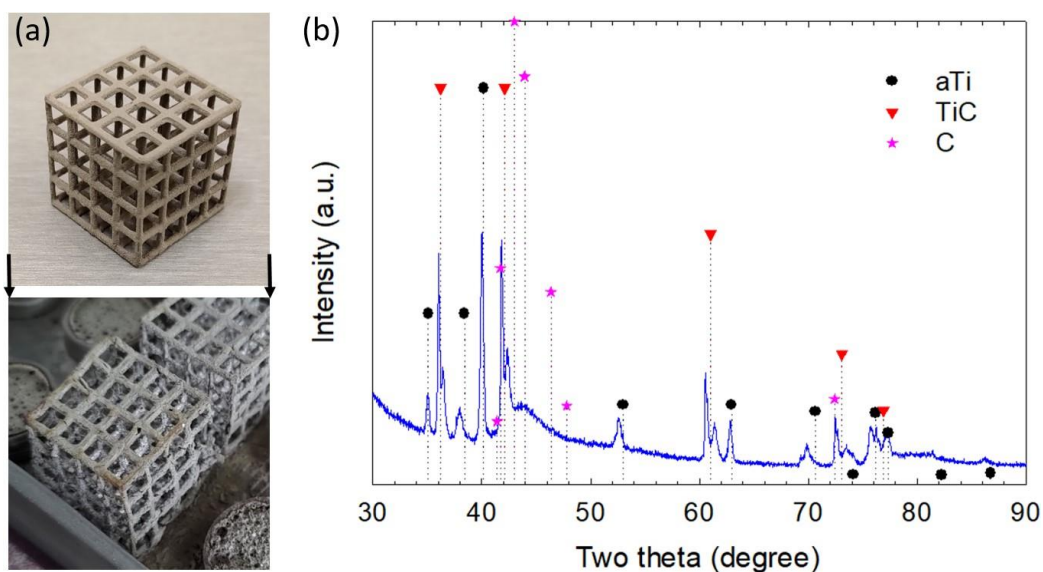 (a)
(b)
aTi
TiC
C
Intensity (a.u.)
30 40 50 60 70 80 90
Two theta (degree)